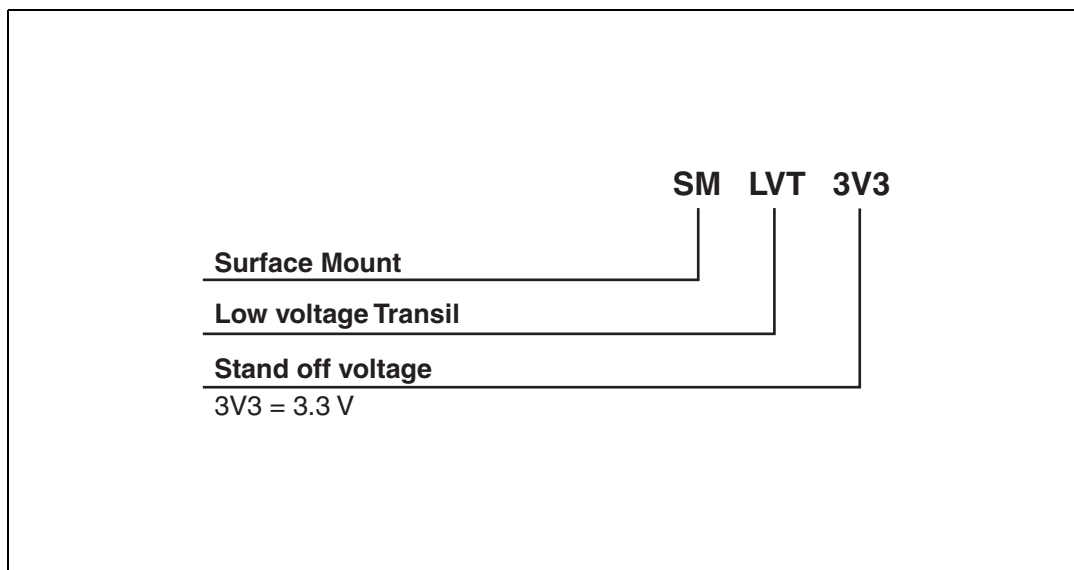 SM LVT 3V3
Surface Mount
Low voltage Transil
Stand off voltage
3V3 = 3.3 V